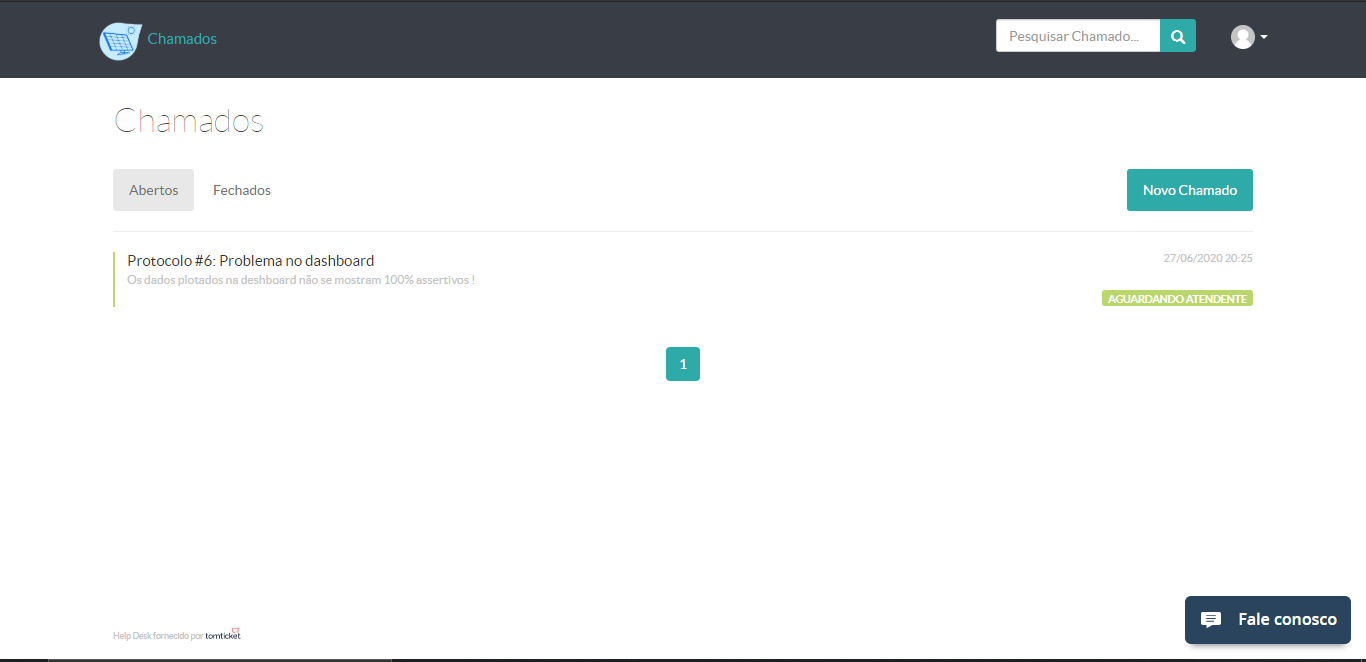 Chamados
Pesquisar Chamado...
Chamados
Abertos
Fechados
Novo Chamado
Protocolo #6: Problema no dashboard
27/06/2020 20:25
Os dados plotados na deshboard não se mostram 100% assertivos !
AGUARDANDO ATENDENTE
1
Help Desk fornecido por tomticket
Fale conosco